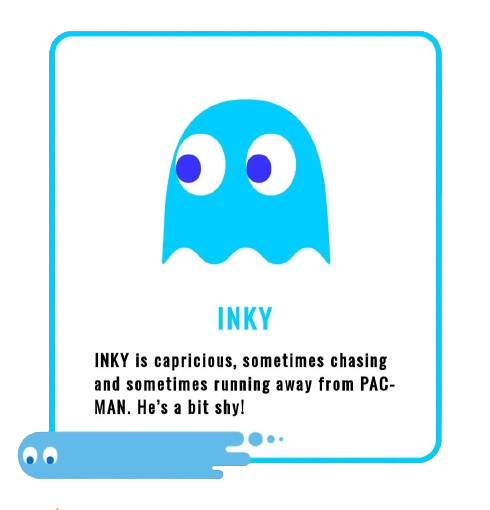 INKY
INKY is capricious, sometimes chasing
and sometimes running away from PAC-
MAN. He's a bit shy!